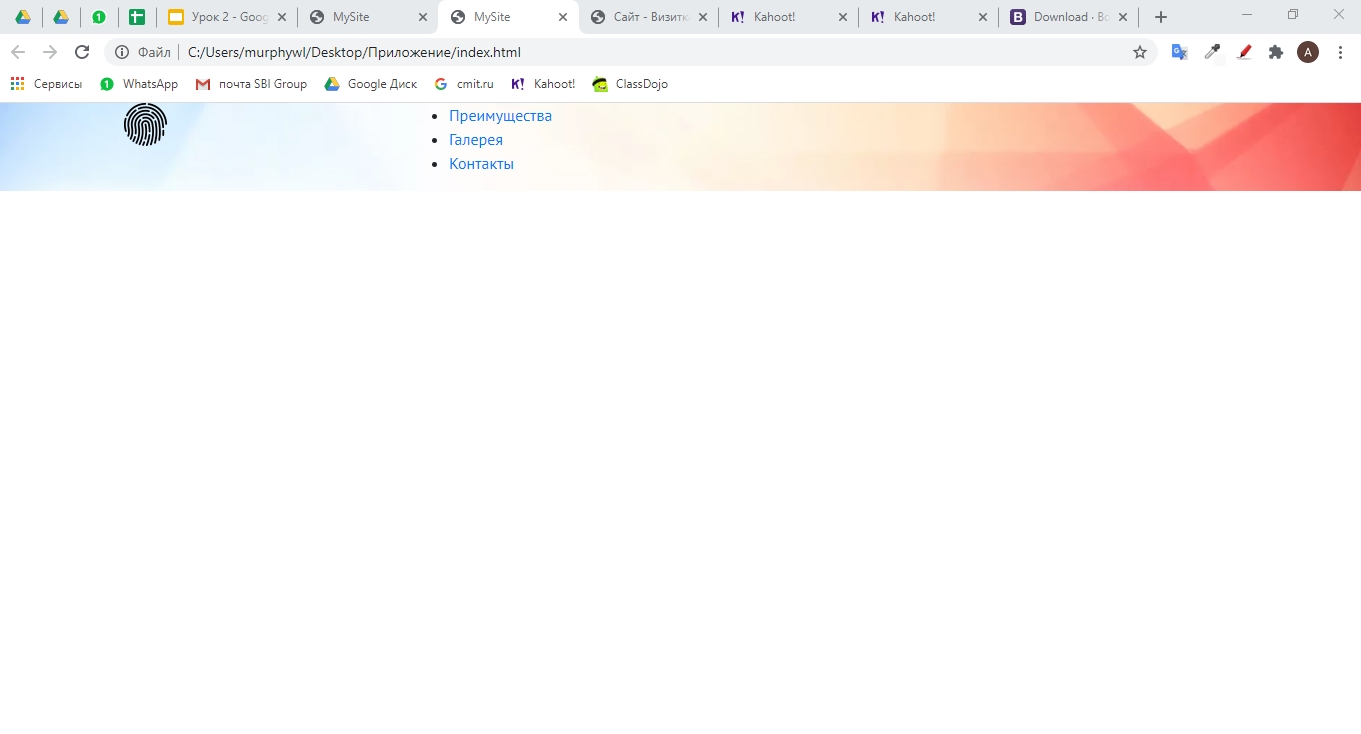 Урок 2 - Goog
MySite
MySite
Сайт - Визитк
K! Kahoot!
K! Kahoot!
B Download · Bo
Файл
C:/Users/murphywl/Desktop/Приложение/index.html
A
Сервисы
1 WhatsApp
почта SBI Group
Google Диск
G cmit.ru
K! Kahoot!
ClassDojo
Преимущества
Галерея
Контакты